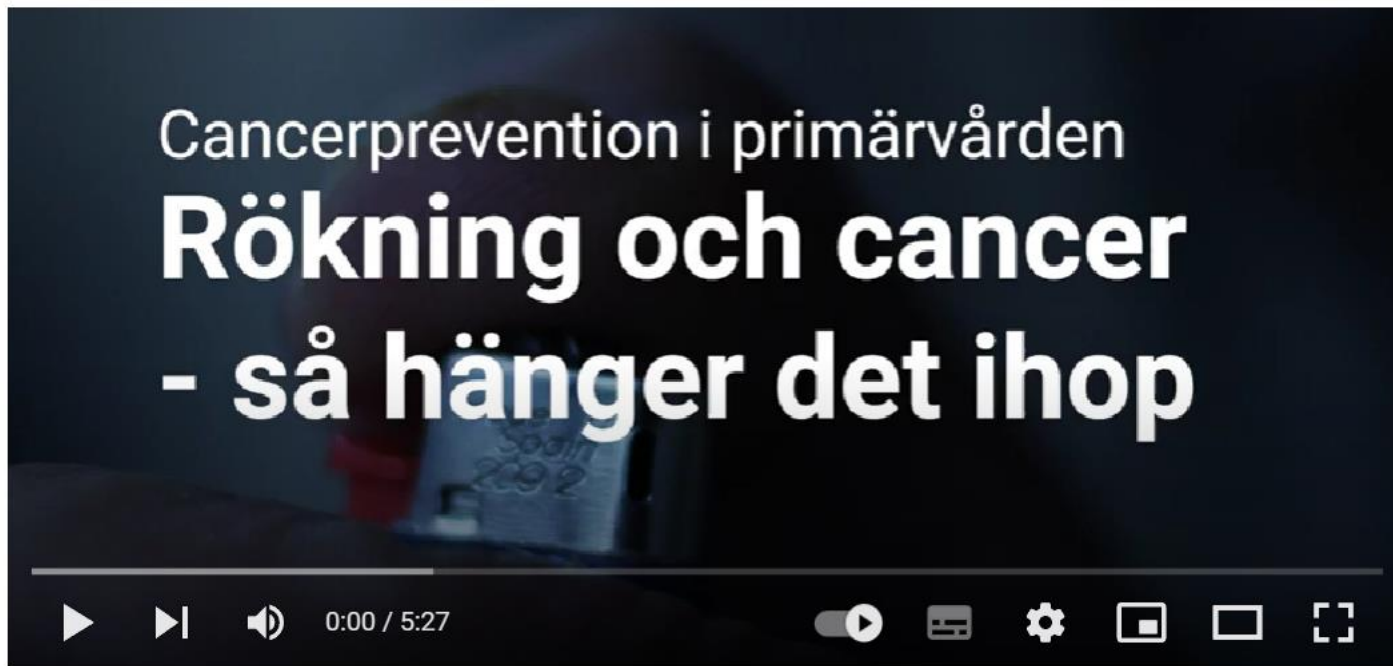 Cancerprevention i primärvården
Rökning och cancer
- så hänger det ihop
0:00 / 5:27